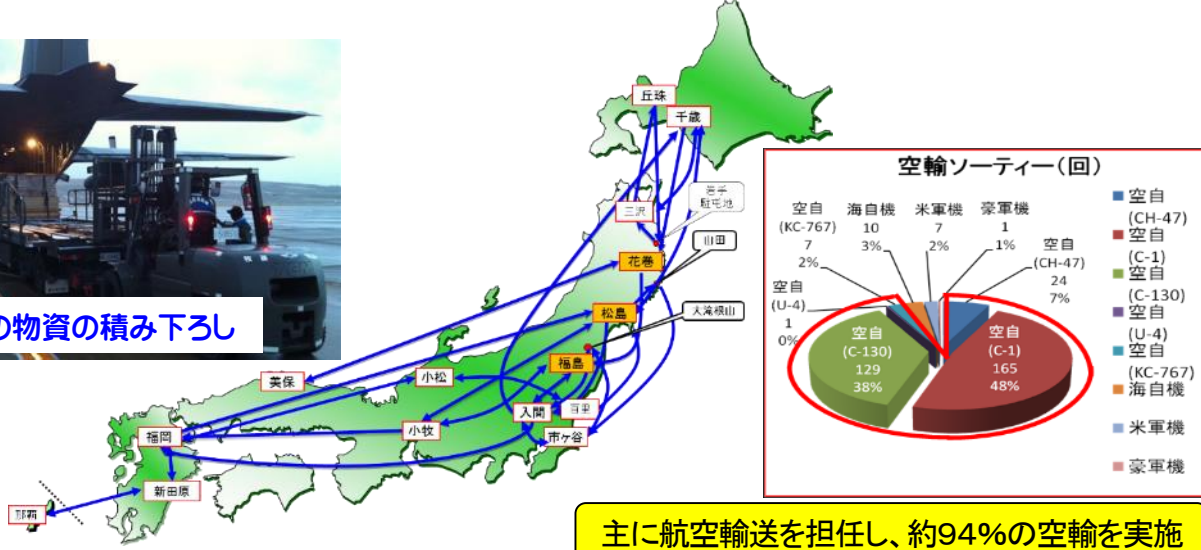 の物資の積み下ろし
丘珠
千歳
三沢
岩手
駐屯地
山田
花巻
松島
大滝根山
福島
美保
小松
入間
百里
福岡
小牧
市ヶ谷
新田原
那覇
空輸ソーティー(回)
空自
(KC-767)
7
2%
海自機
10
3%
米軍機
7
2%
豪軍機
1
1%
空自
(CH-47)
24
7%
空自
(U-4)
1
0%
空自
(C-130)
129
38%
空自
(C-1)
165
48%
空自
(CH-47)
空自
(C-1)
空自
(C-130)
空自
(U-4)
空自
(KC-767)
海自機
米軍機
豪軍機
主に航空輸送を担任し、約94%の空輸を実施